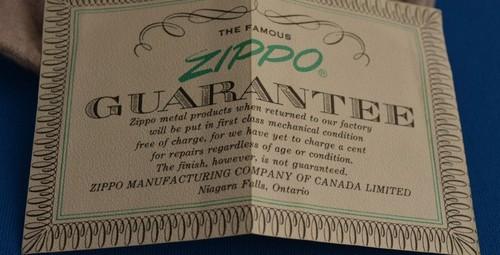 THE FAMOUS
ZIPPO®
GUARANTEE
Zippo metal products when returned to our factory
will be put in first class mechanical condition
free of charge, for we have yet to charge a cent
for repairs regardless of age or condition.
The finish, however, is not guaranteed.
ZIPPO MANUFACTURING COMPANY OF CANADA LIMITED
Niagara Falls, Ontario